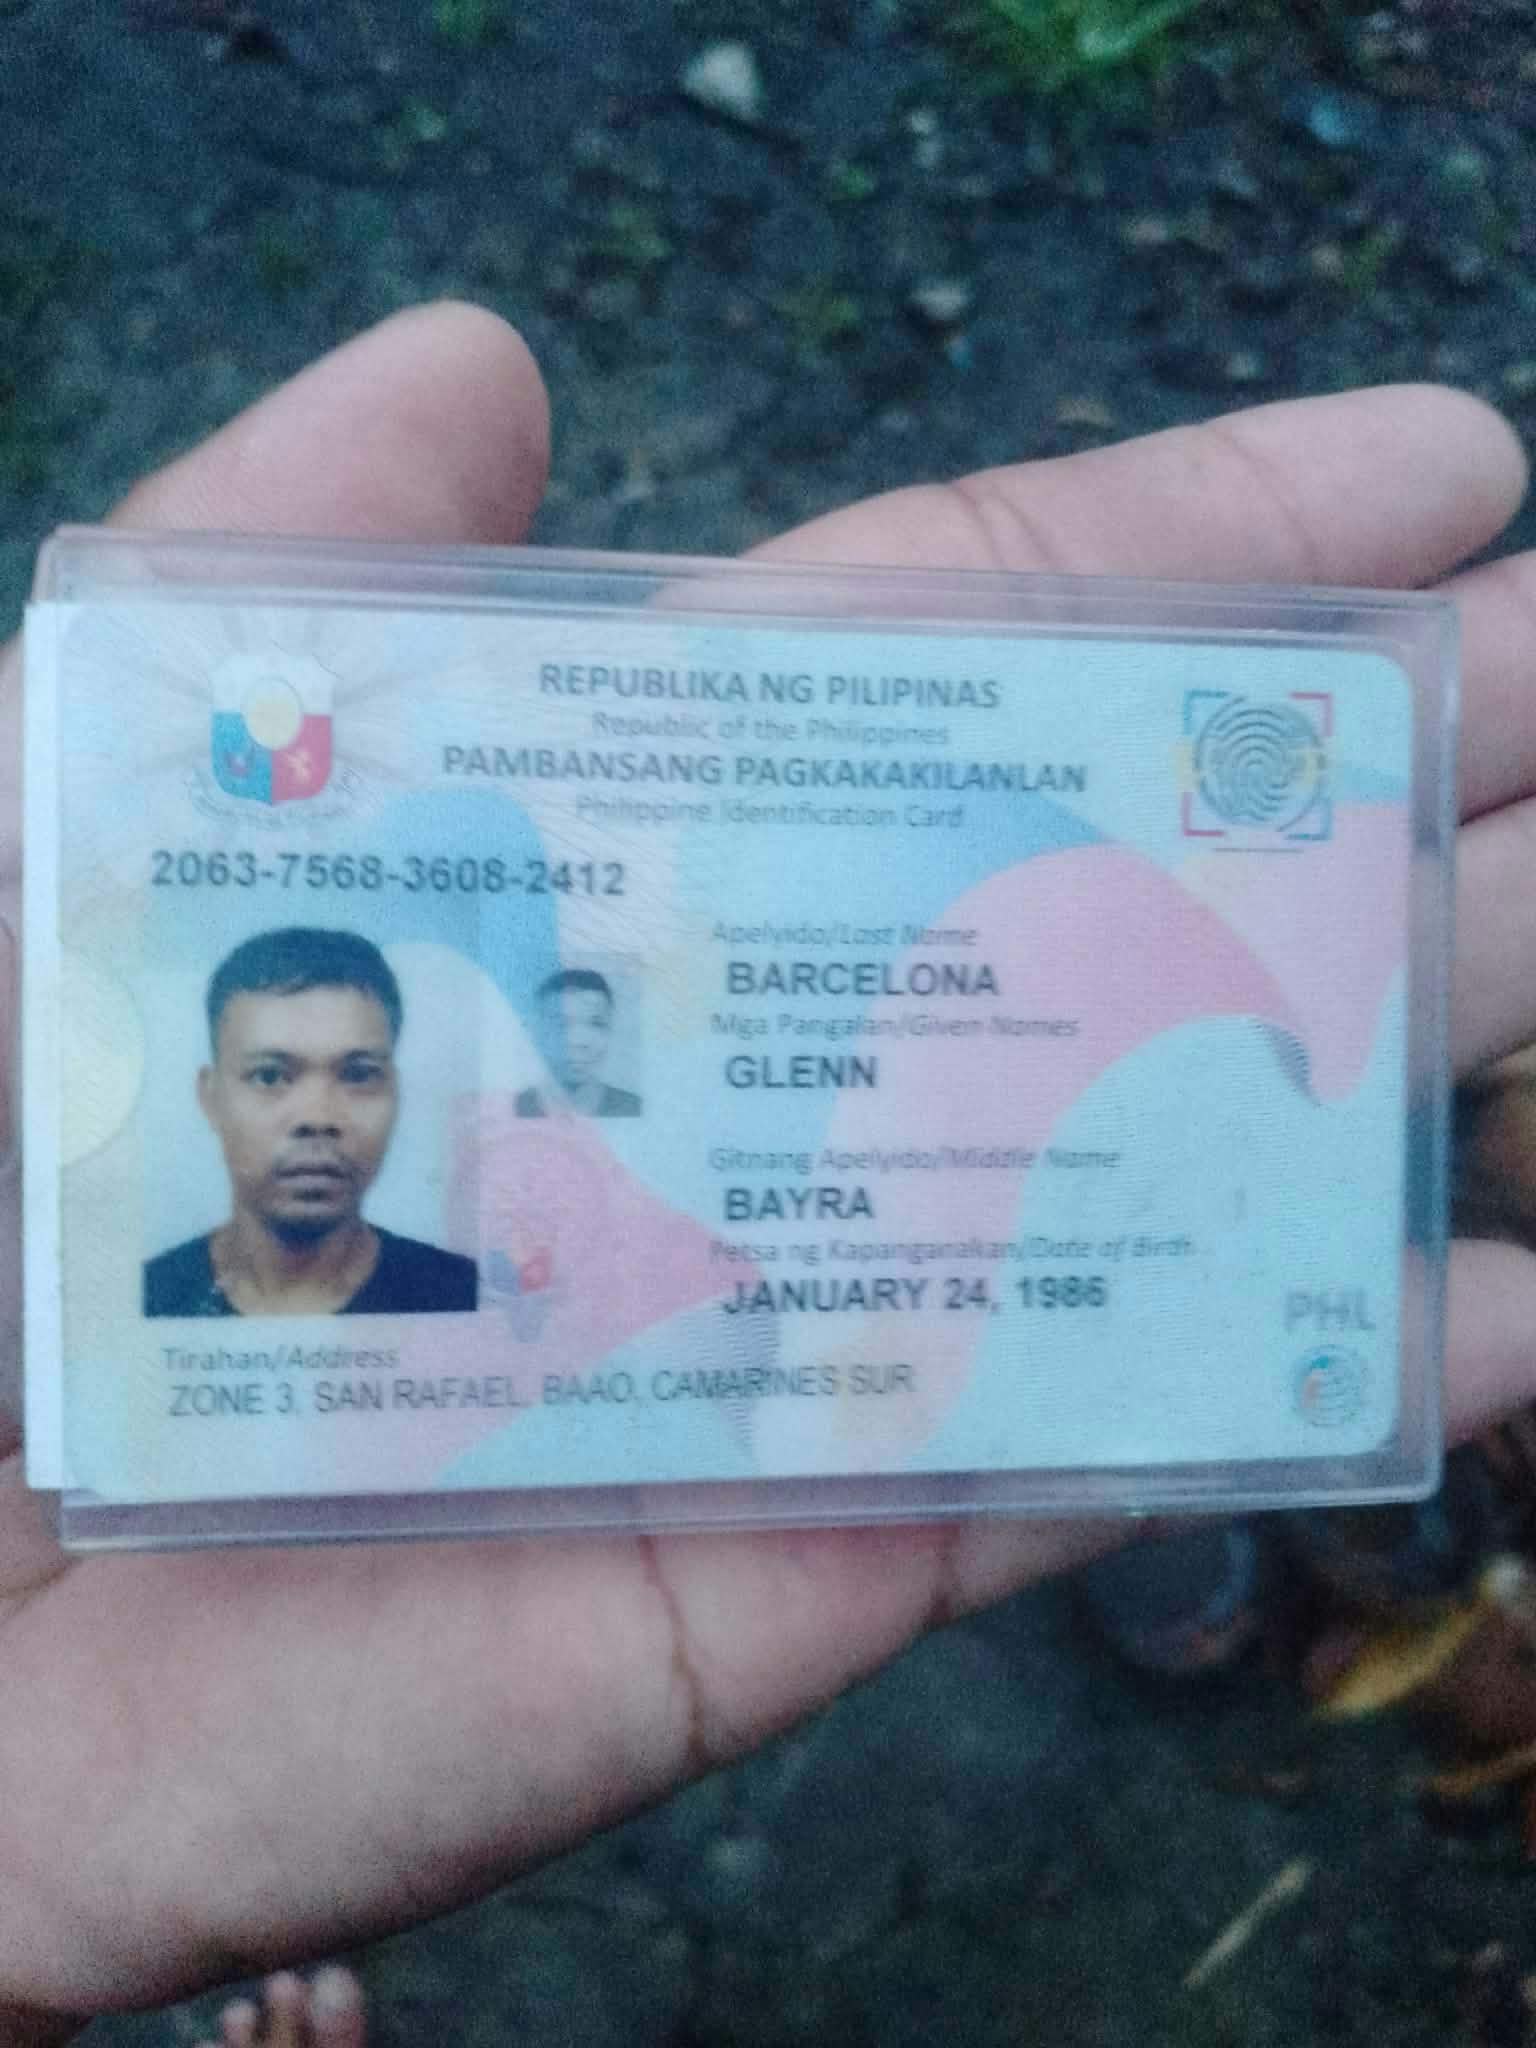 REPUBLIKA NG PILIPINAS
Republic of the Philippines
PAMBANSANG PAGKAKAKILANLAN
Philippine Identification Card
2063-7568-3608-2412
Apelyido/Last Name
BARCELONA
Mga Pangalan/Given Names
GLENN
Gitnang Apelyido/Middle Name
BAYRA
Petsa ng Kapanganakan/Date of Birth
JANUARY 24, 1986
PHL
Tirahan/Address
ZONE 3, SAN RAFAEL, BAAO, CAMARINES SUR